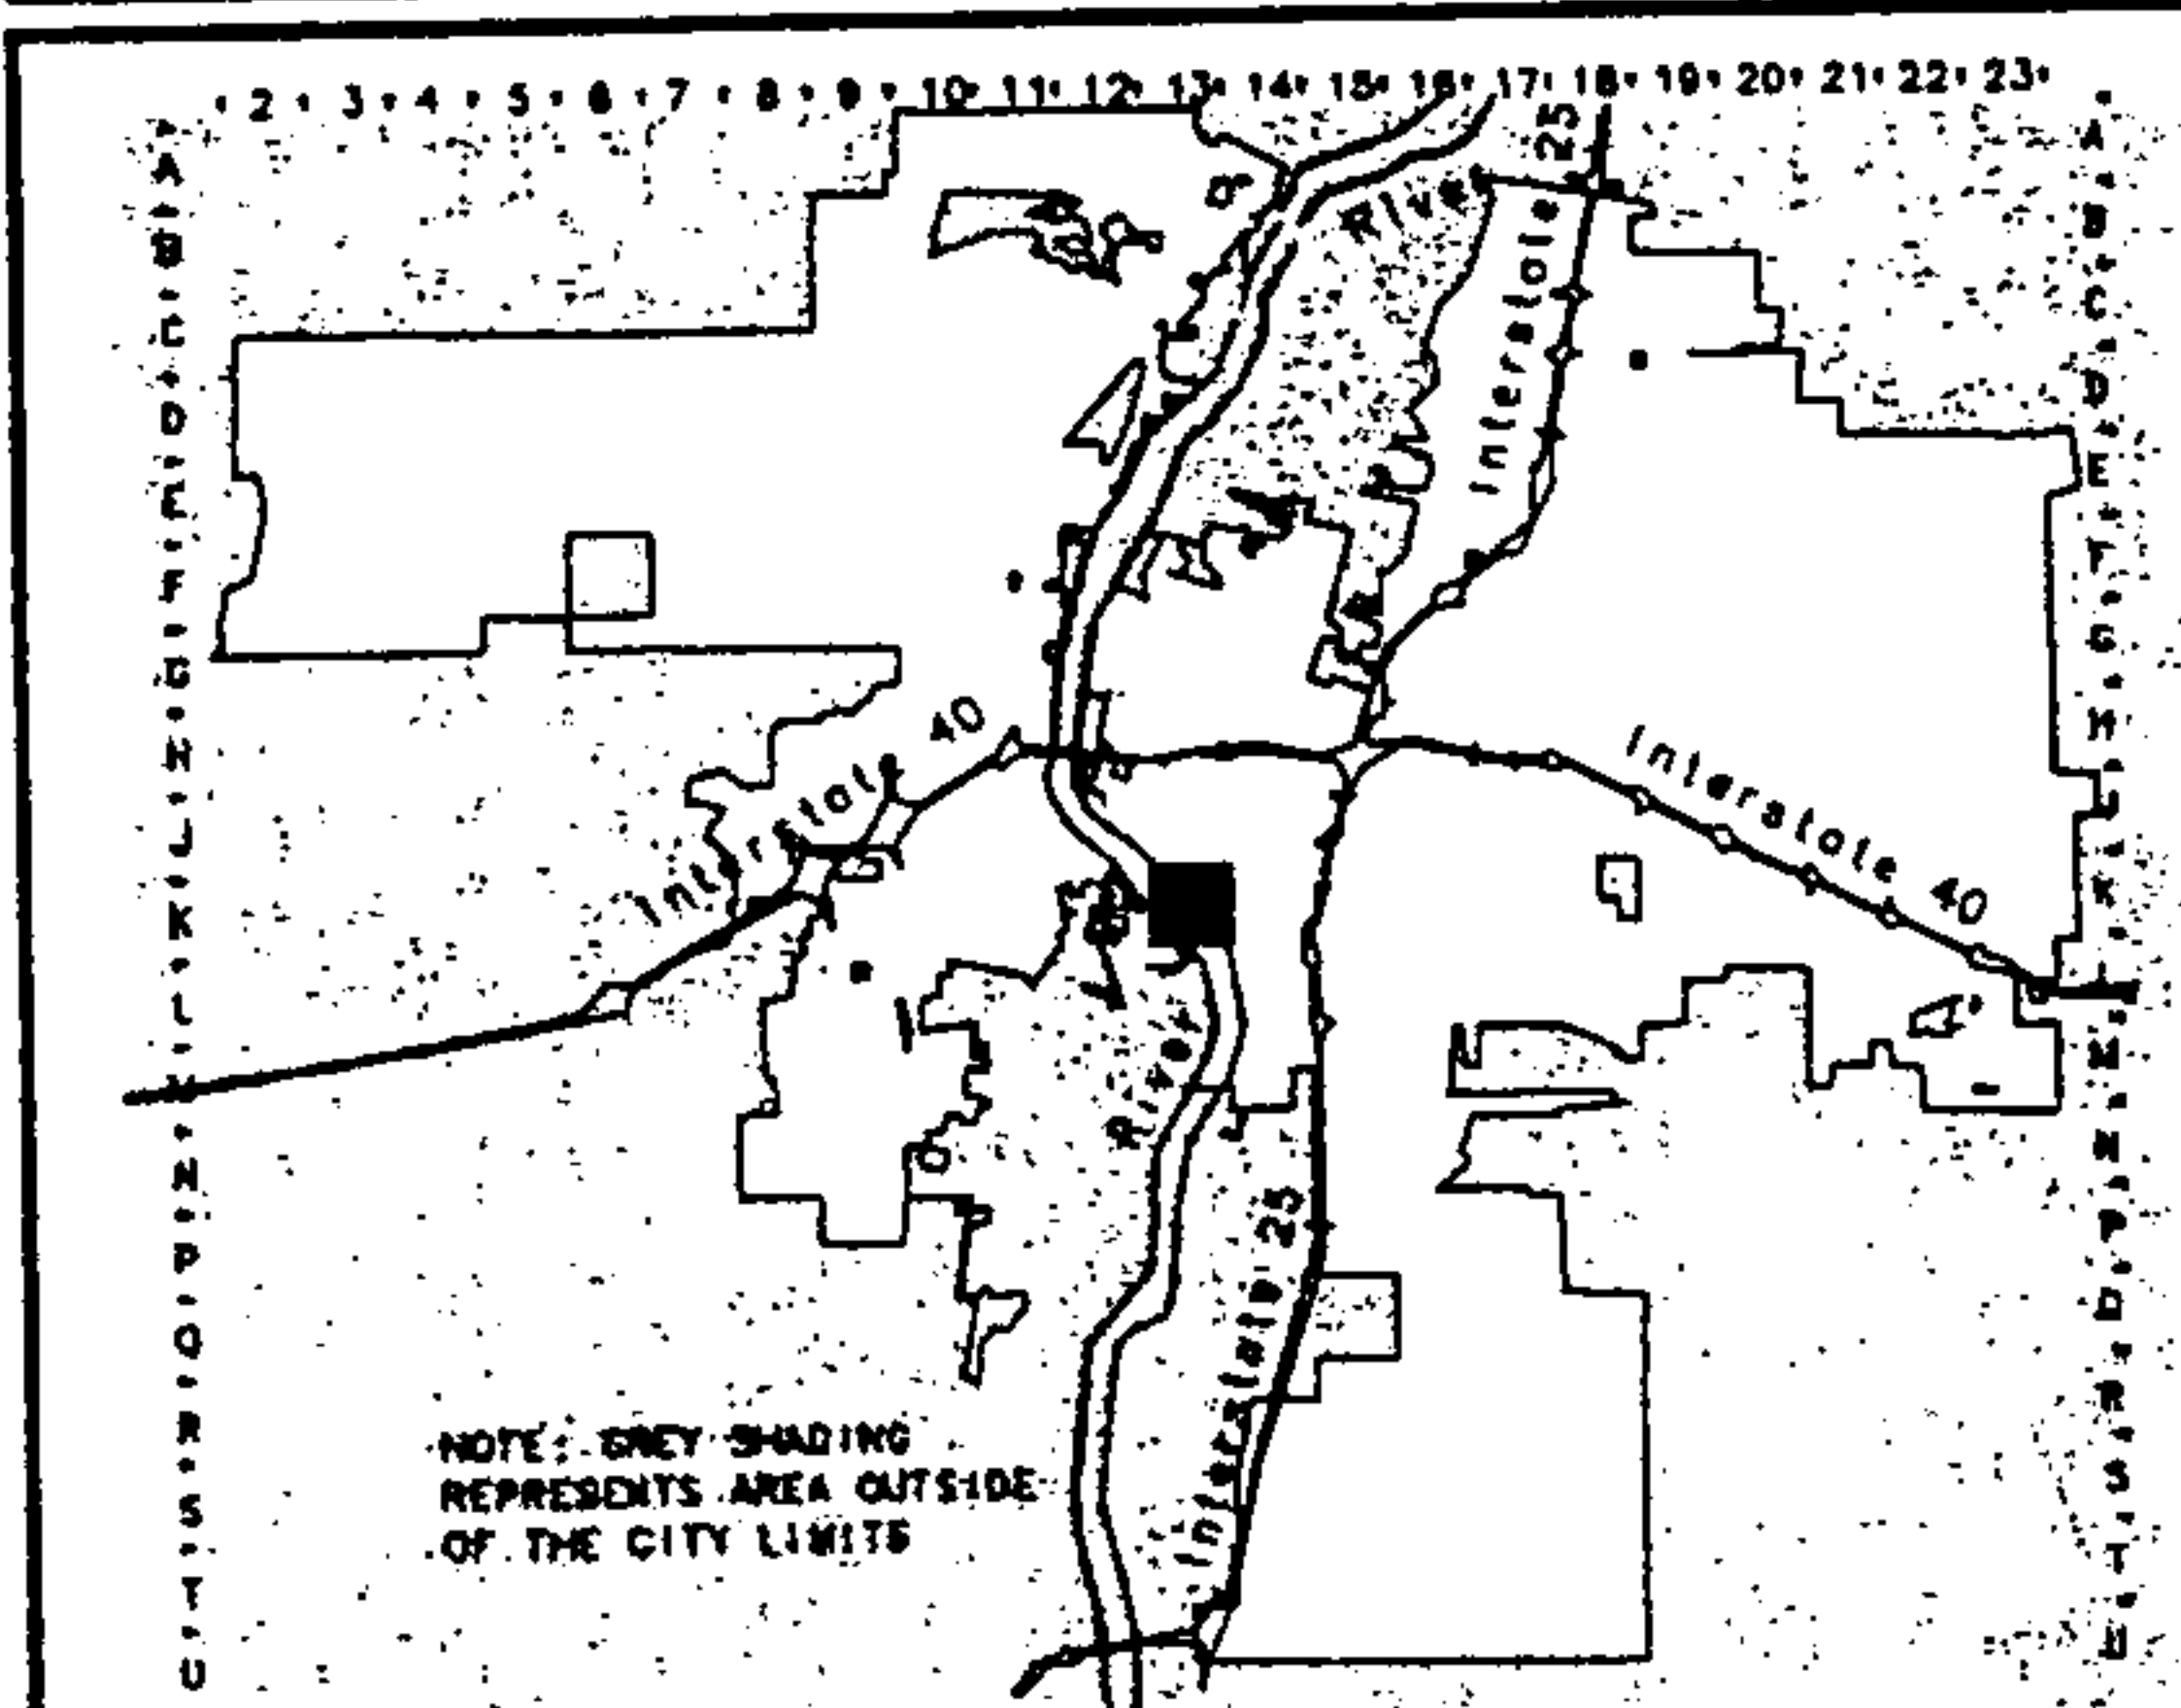 2 3 4 5 6 7 8 9 10 11 12 13 14 15 16 17 18 19 20 21 22 23
A A
B B
C C
D D
E E
F F
G G
H H
J J
K K
L L
M M
N N
P P
Q Q
R R
S S
T T
U U
River
Interstate 25
Interstate 40
Interstate 40
River
Interstate 25
NOTE: GREY SHADING
REPRESENTS AREA OUTSIDE
OF THE CITY LIMITS